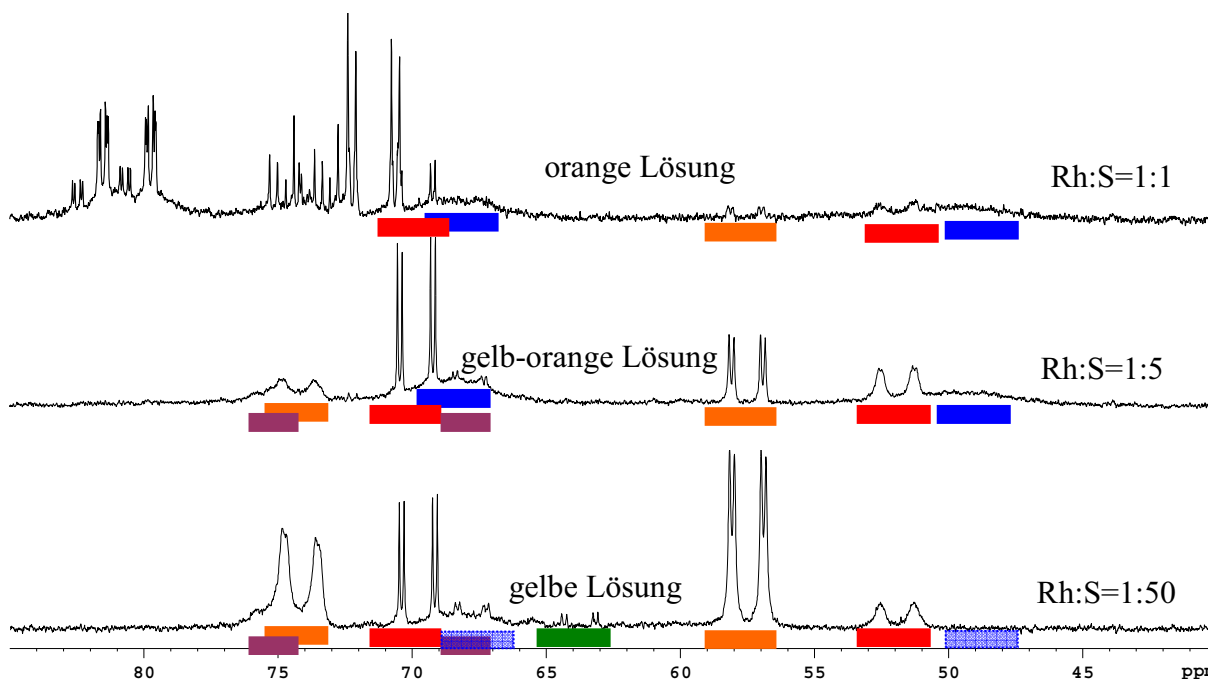 orange Lösung
Rh:S=1:1
gelb-orange Lösung
Rh:S=1:5
gelbe Lösung
Rh:S=1:50
80 75 70 65 60 55 50 45 ppm